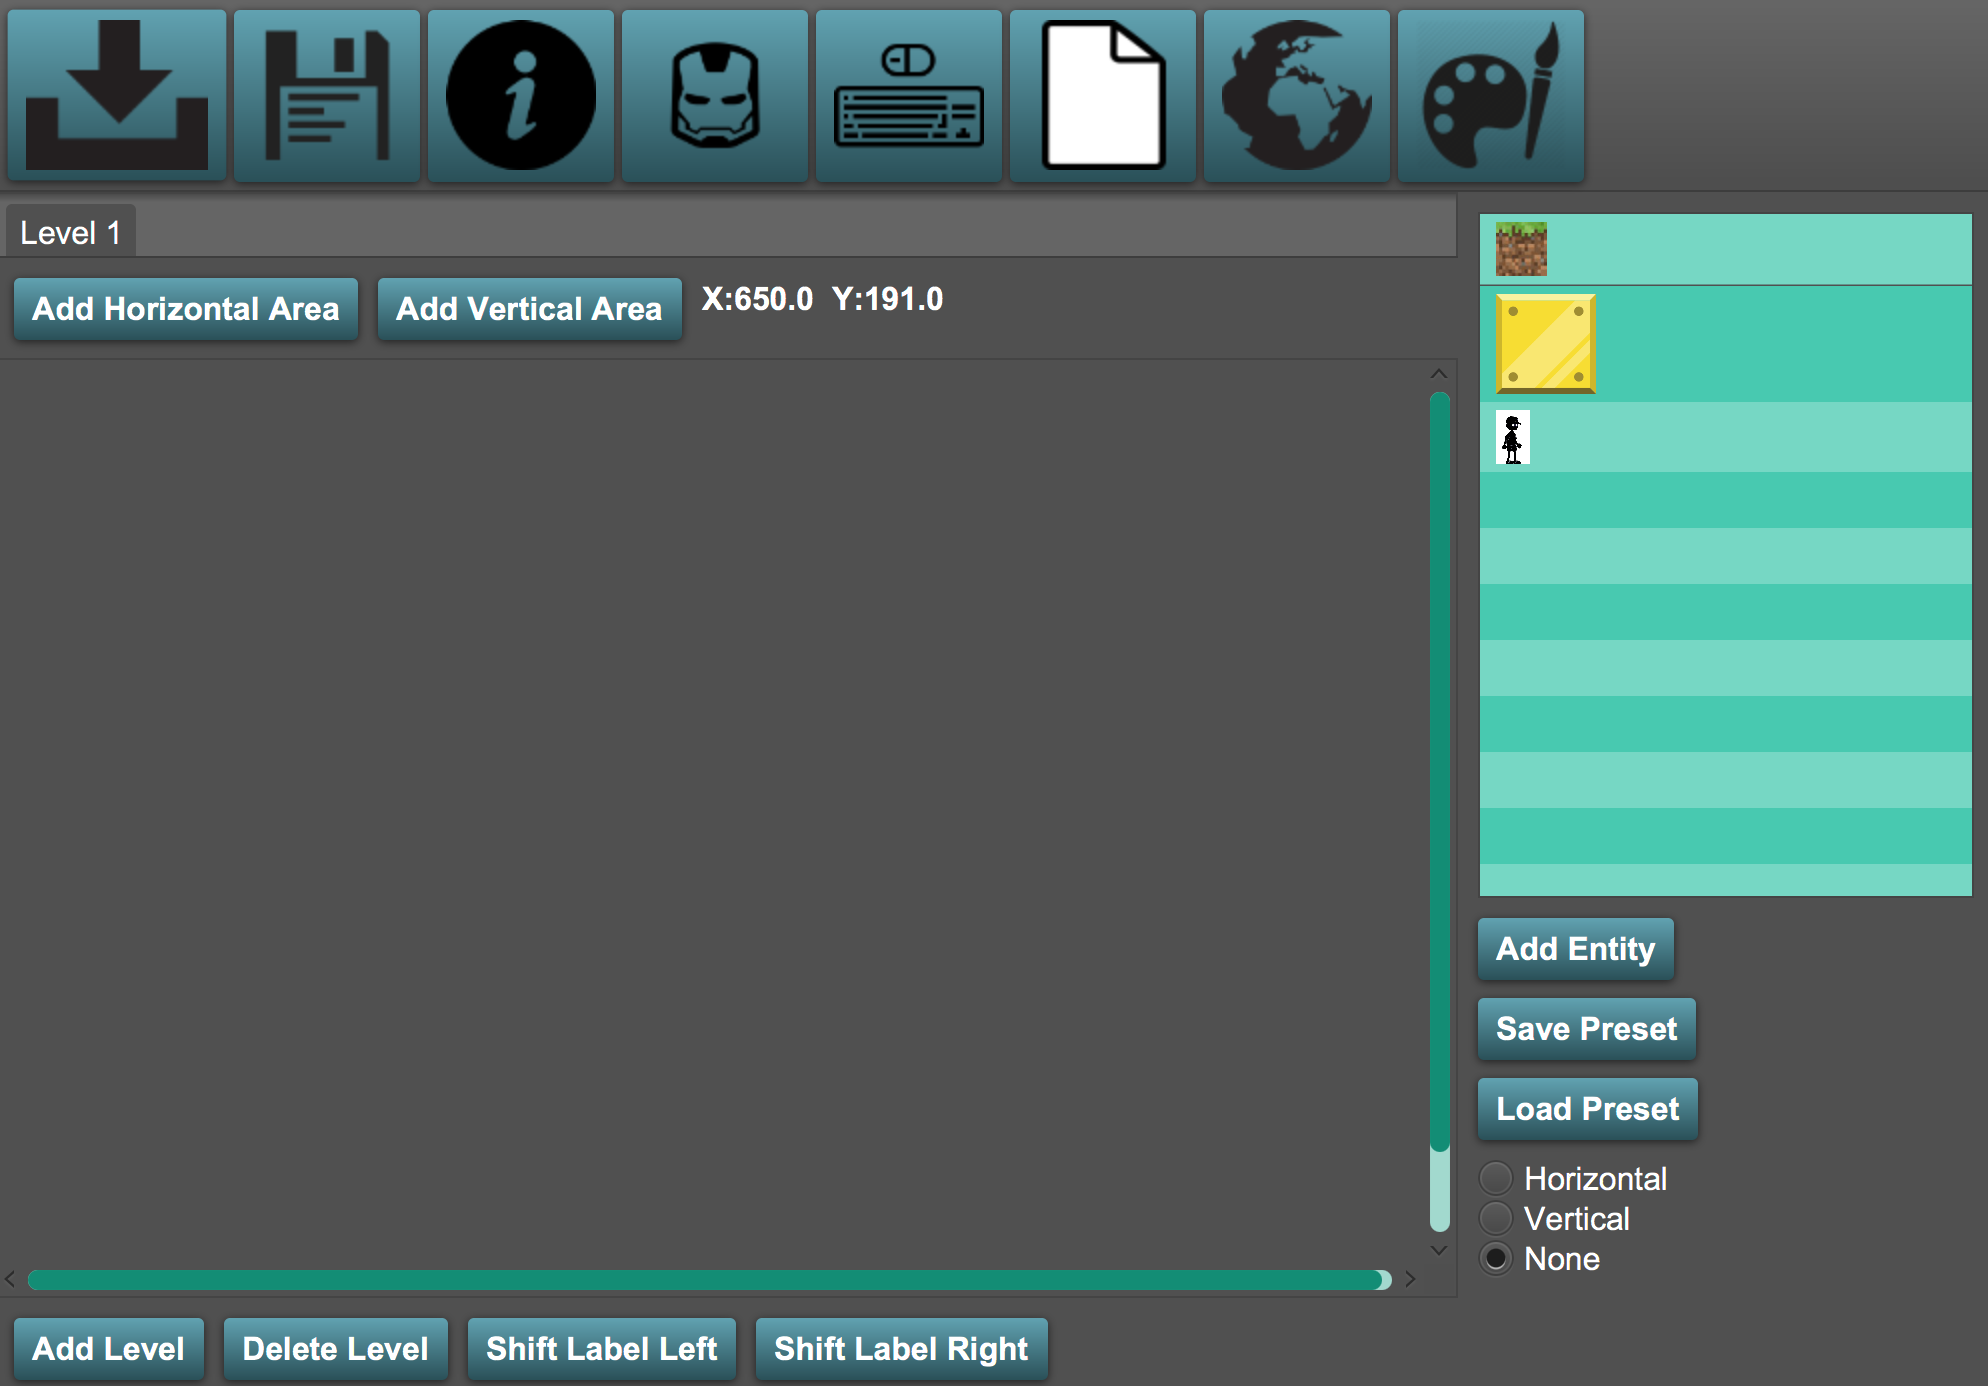 Level 1
Add Horizontal Area
Add Vertical Area
X:650.0 Y:191.0
Add Entity
Save Preset
Load Preset
Horizontal
Vertical
None
Add Level
Delete Level
Shift Label Left
Shift Label Right